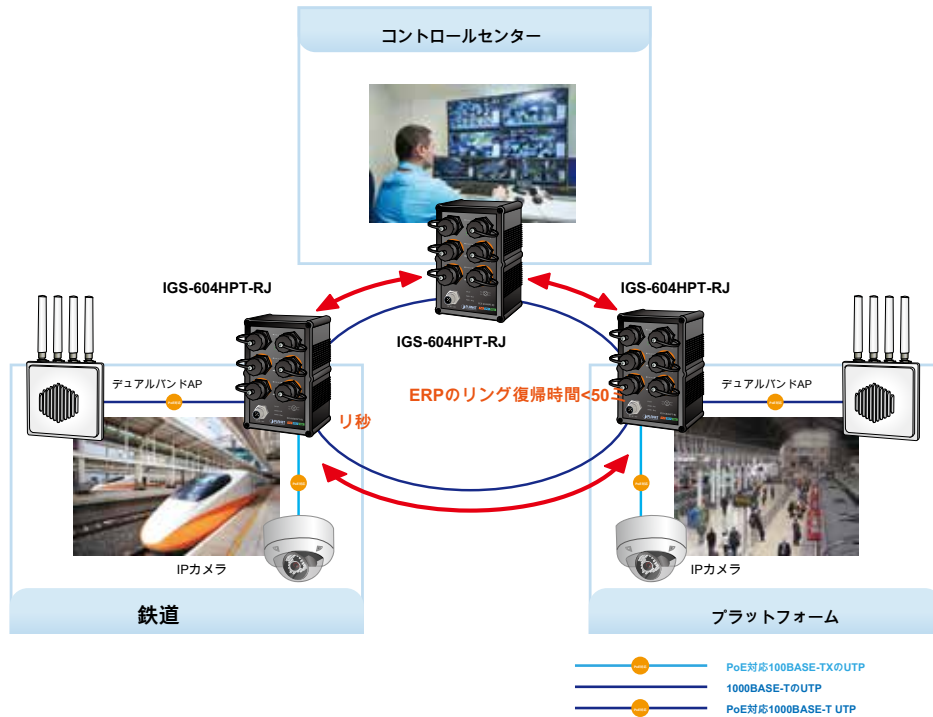 コントロールセンター
IGS-604HPT-RJ
IGS-604HPT-RJ
IGS-604HPT-RJ
デュアルバンドAP
デュアルバンドAP
ERPのリング復帰時間<50ミ
リ秒
IPカメラ
IPカメラ
鉄道
プラットフォーム
PoE対応100BASE-TXのUTP
1000BASE-TのUTP
PoE対応1000BASE-T UTP